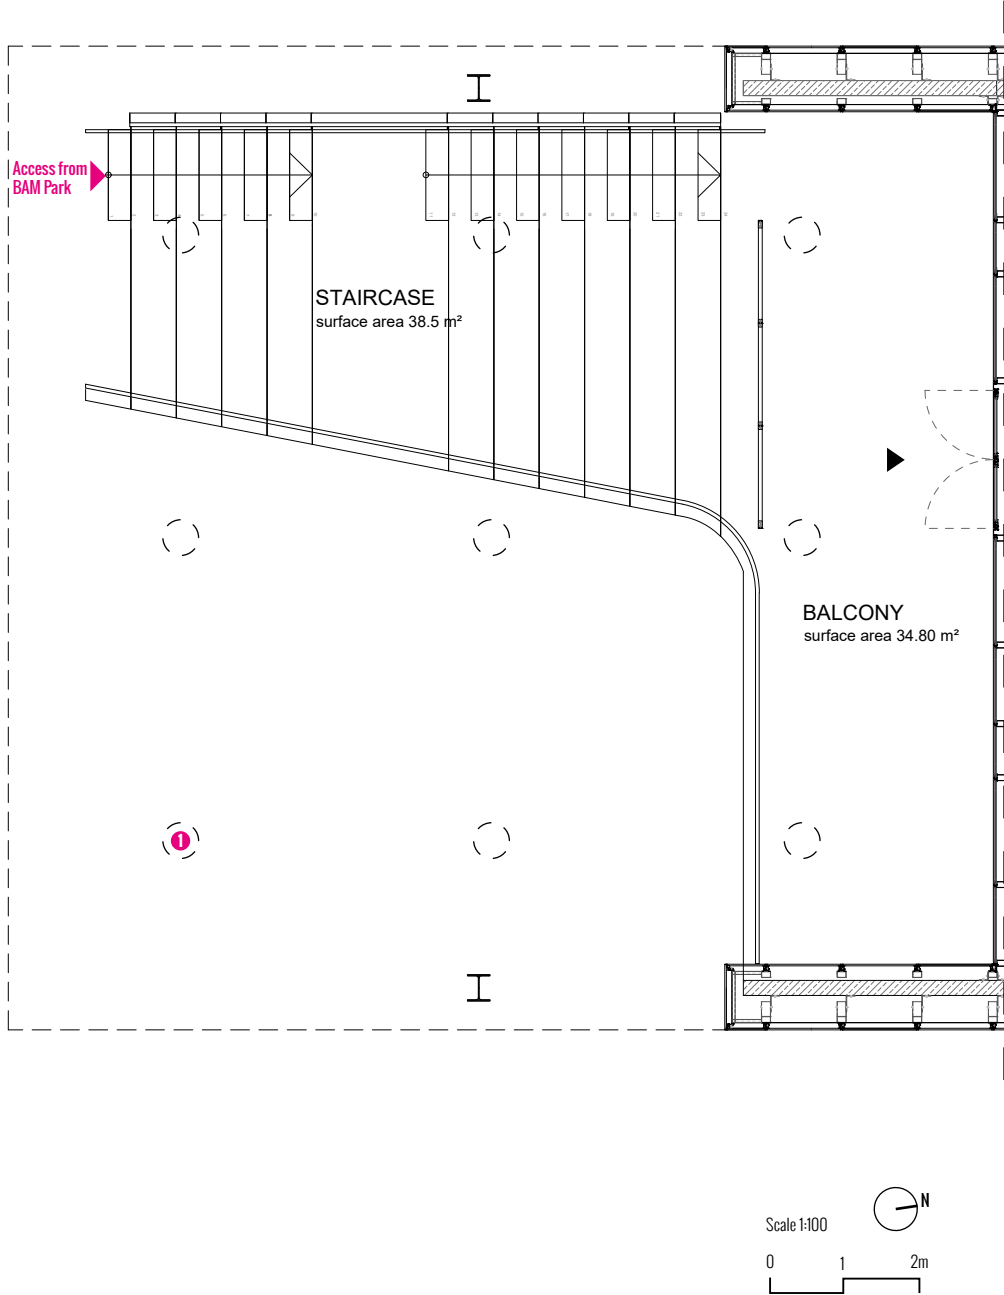 Access from
BAM Park
STAIRCASE
surface area 38.5 m²
BALCONY
surface area 34.80 m²
1
N
Scale 1:100
0 1 2m